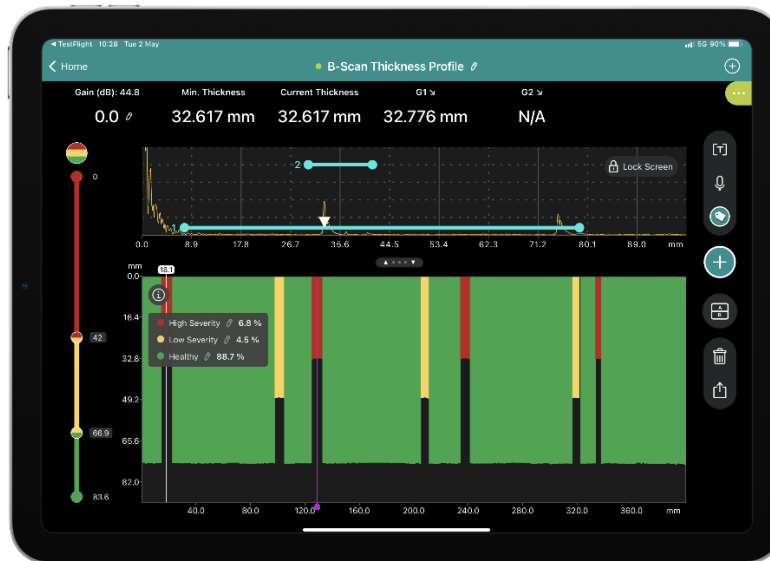 TestFlight 10:28 Tue 2 May
5G 90%
Home
B-Scan Thickness Profile
Gain (dB): 44.8 Min. Thickness Current Thickness G1 G2
0.0 32.617 mm 32.617 mm 32.776 mm N/A
[T]
2
Lock Screen
0
1
0.0 8.9 17.8 26.7 35.6 44.5 53.4 62.3 71.2 80.1 89.0 mm
mm
18.1
0.0
A
B
High Severity 6.8 %
16.4
42
Low Severity 4.5 %
Healthy 88.7 %
32.8
49.2
66.9
65.6
82.0
83.6
40.0 80.0 120.0 160.0 200.0 240.0 280.0 320.0 360.0 mm